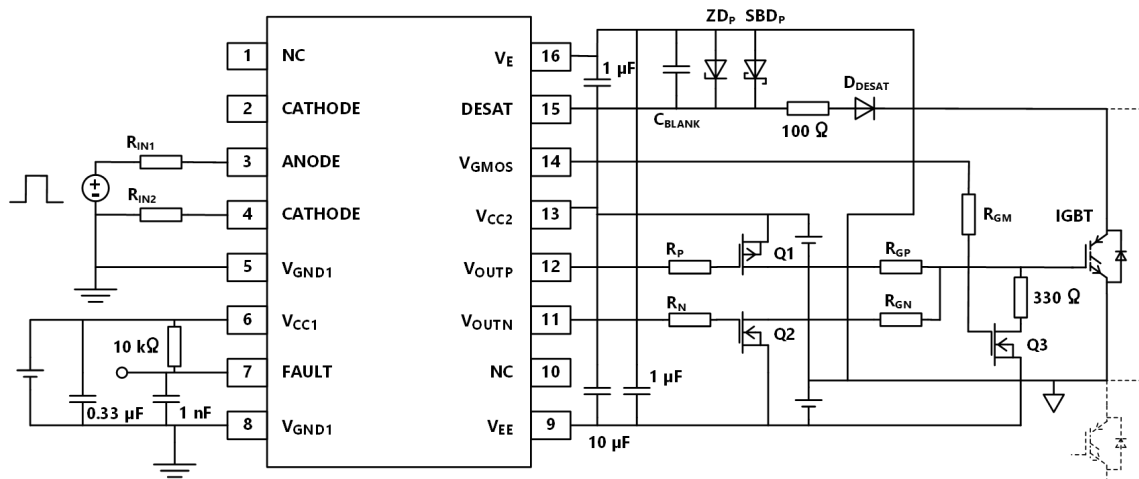 ZDP SBDP
1 NC
VE 16
1 µF
DDESAT
2 CATHODE
DESAT 15
CBLANK
100 Ω
RIN1
3 ANODE
VGMOS 14
RIN2
4 CATHODE
VCC2 13
RGM
IGBT
5 VGND1
VOUTP 12
RP
Q1
RGP
330 Ω
6 VCC1
VOUTN 11
RN
Q2
RGN
Q3
10 kΩ
7 FAULT
NC 10
1 µF
0.33 µF
1 nF
8 VGND1
VEE 9
10 µF